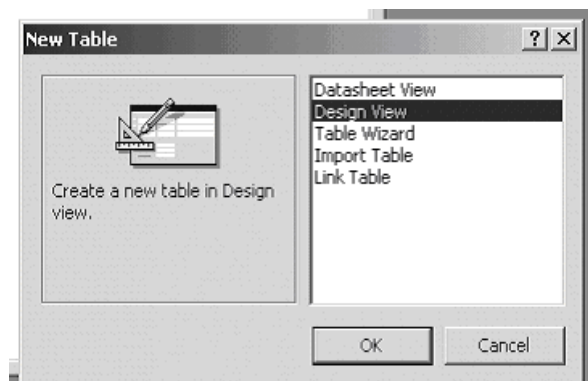 New Table
? ×
Create a new table in Design
view.
Datasheet View
Design View
Table Wizard
Import Table
Link Table
OK
Cancel